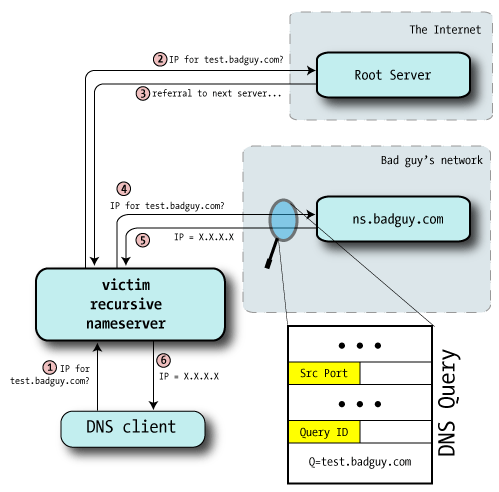 The Internet
2 IP for test.badguy.com?
Root Server
3 referral to next server...
Bad guy's network
4
IP for test.badguy.com?
ns.badguy.com
5 IP = X.X.X.X
victim
recursive
nameserver
1 IP for
test.badguy.com?
6
IP = X.X.X.X
DNS client
• • •
Src Port
• • •
Query ID
Q=test.badguy.com
DNS Query